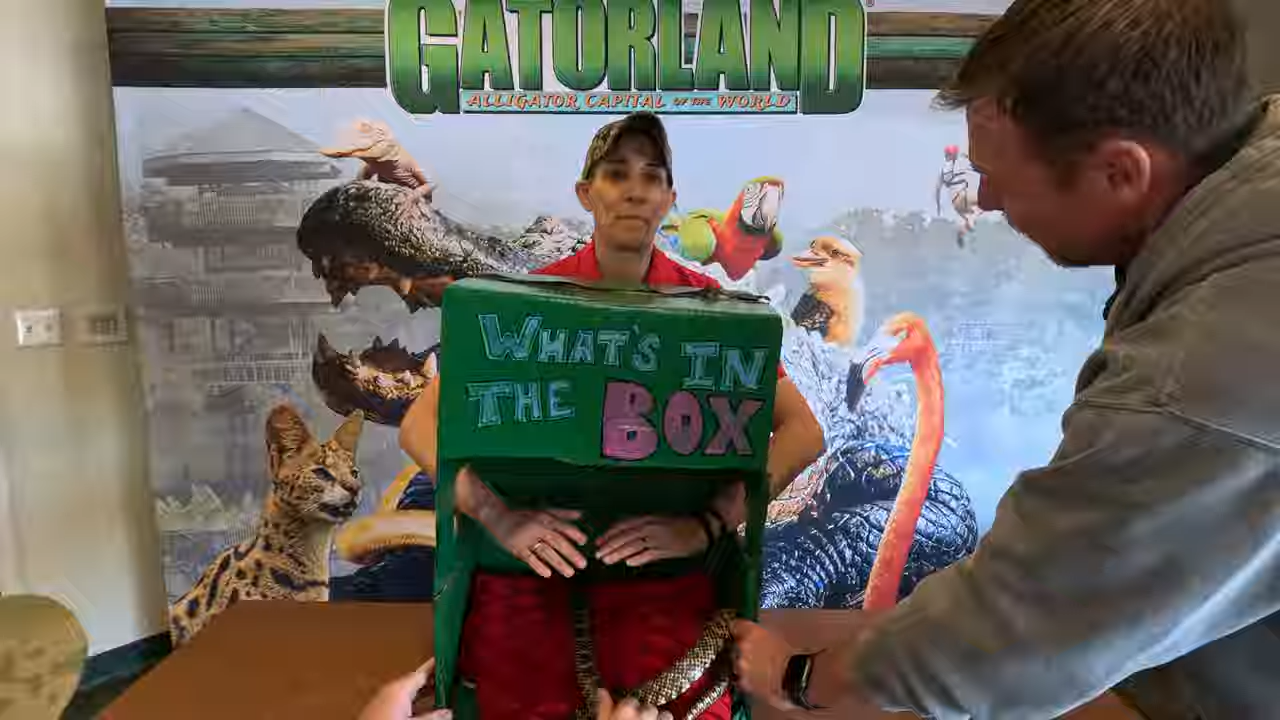 GATORLAND
ALLIGATOR CAPITAL OF THE WORLD
WHAT'S IN
THE BOX